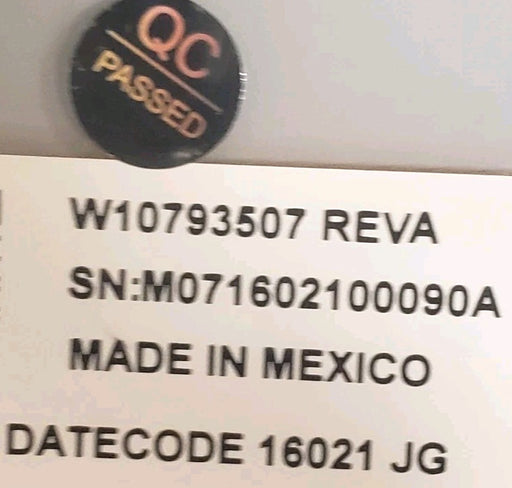 QC
PASSED
W10793507 REVA
SN:M071602100090A
MADE IN MEXICO
DATECODE 16021 JG